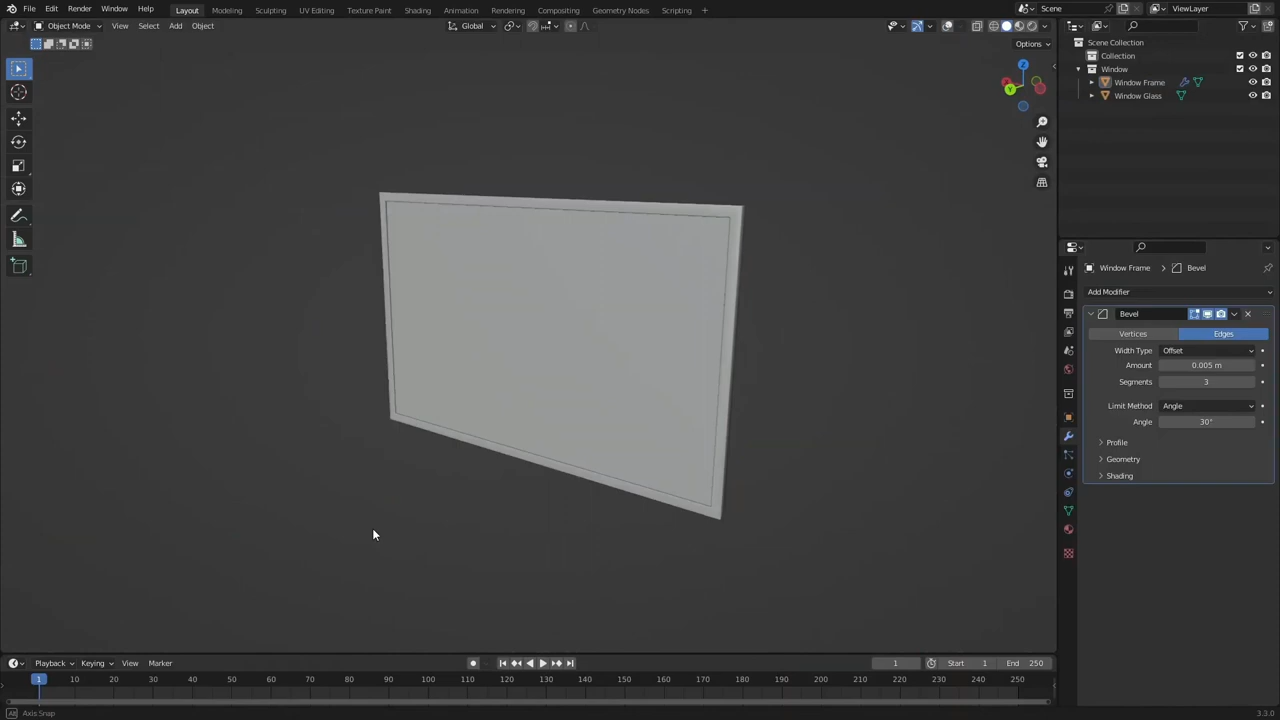 File Edit Render Window Help Layout Modeling Sculpting UV Editing Texture Paint Shading Animation Rendering Compositing Geometry Nodes Scripting + Scene ViewLayer
Object Mode View Select Add Object Global
Options
Scene Collection
Collection
Window
Window Frame
Window Glass
Z
Y
Window Frame > Bevel
Add Modifier
Bevel
Vertices Edges
Width Type Offset
Amount 0.005 m
Segments 3
Limit Method Angle
Angle 30°
Profile
Geometry
Shading
Playback Keying View Marker 1 Start 1 End 250
1 10 20 30 40 50 60 70 80 90 100 110 120 130 140 150 160 170 180 190 200 210 220 230 240 250
Axis Snap 3.3.0